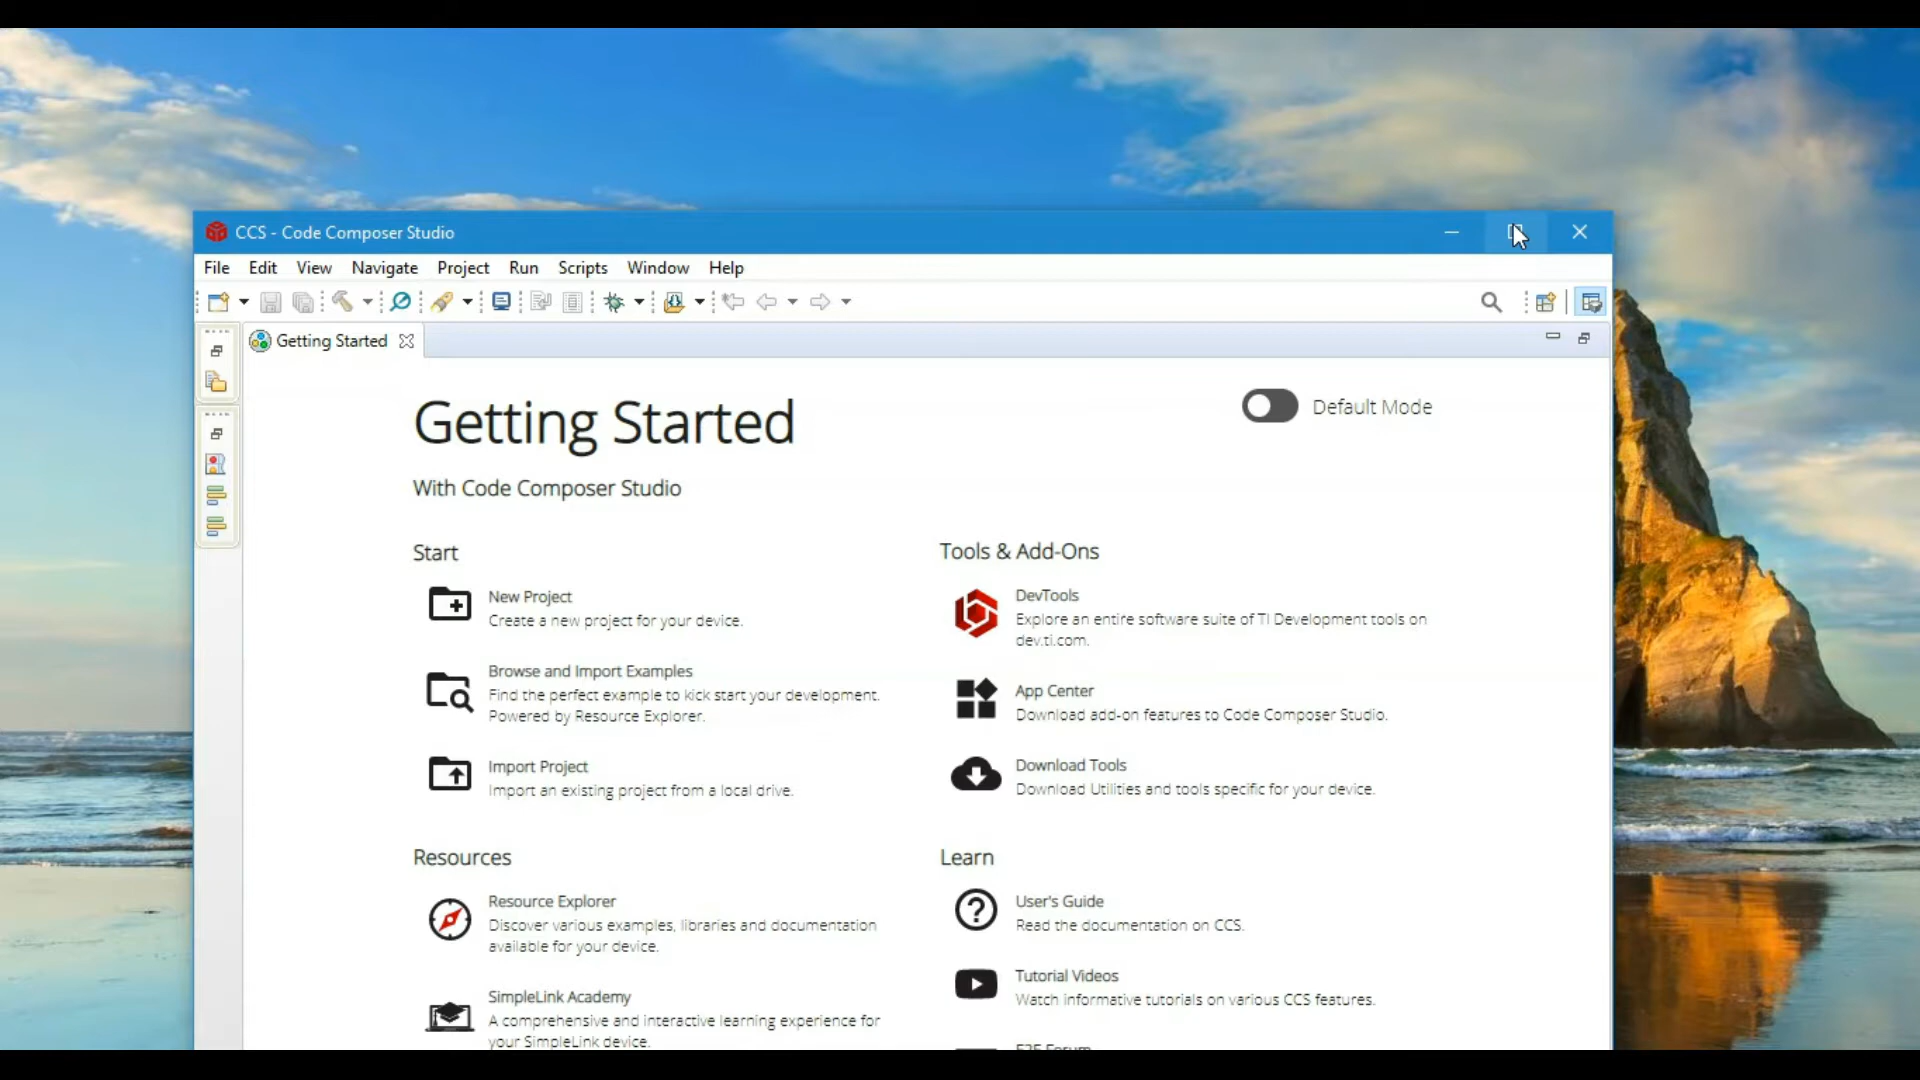 CCS - Code Composer Studio
File Edit View Navigate Project Run Scripts Window Help
Getting Started
Getting Started
Default Mode
With Code Composer Studio
Start
New Project
Create a new project for your device.
Browse and Import Examples
Find the perfect example to kick start your development.
Powered by Resource Explorer.
Import Project
Import an existing project from a local drive.
Tools & Add-Ons
DevTools
Explore an entire software suite of TI Development tools on
dev.ti.com.
App Center
Download add-on features to Code Composer Studio.
Download Tools
Download Utilities and tools specific for your device.
Resources
Resource Explorer
Discover various examples, libraries and documentation
available for your device.
SimpleLink Academy
A comprehensive and interactive learning experience for
your SimpleLink device.
Learn
User's Guide
Read the documentation on CCS.
Tutorial Videos
Watch informative tutorials on various CCS features.
E2E Forum